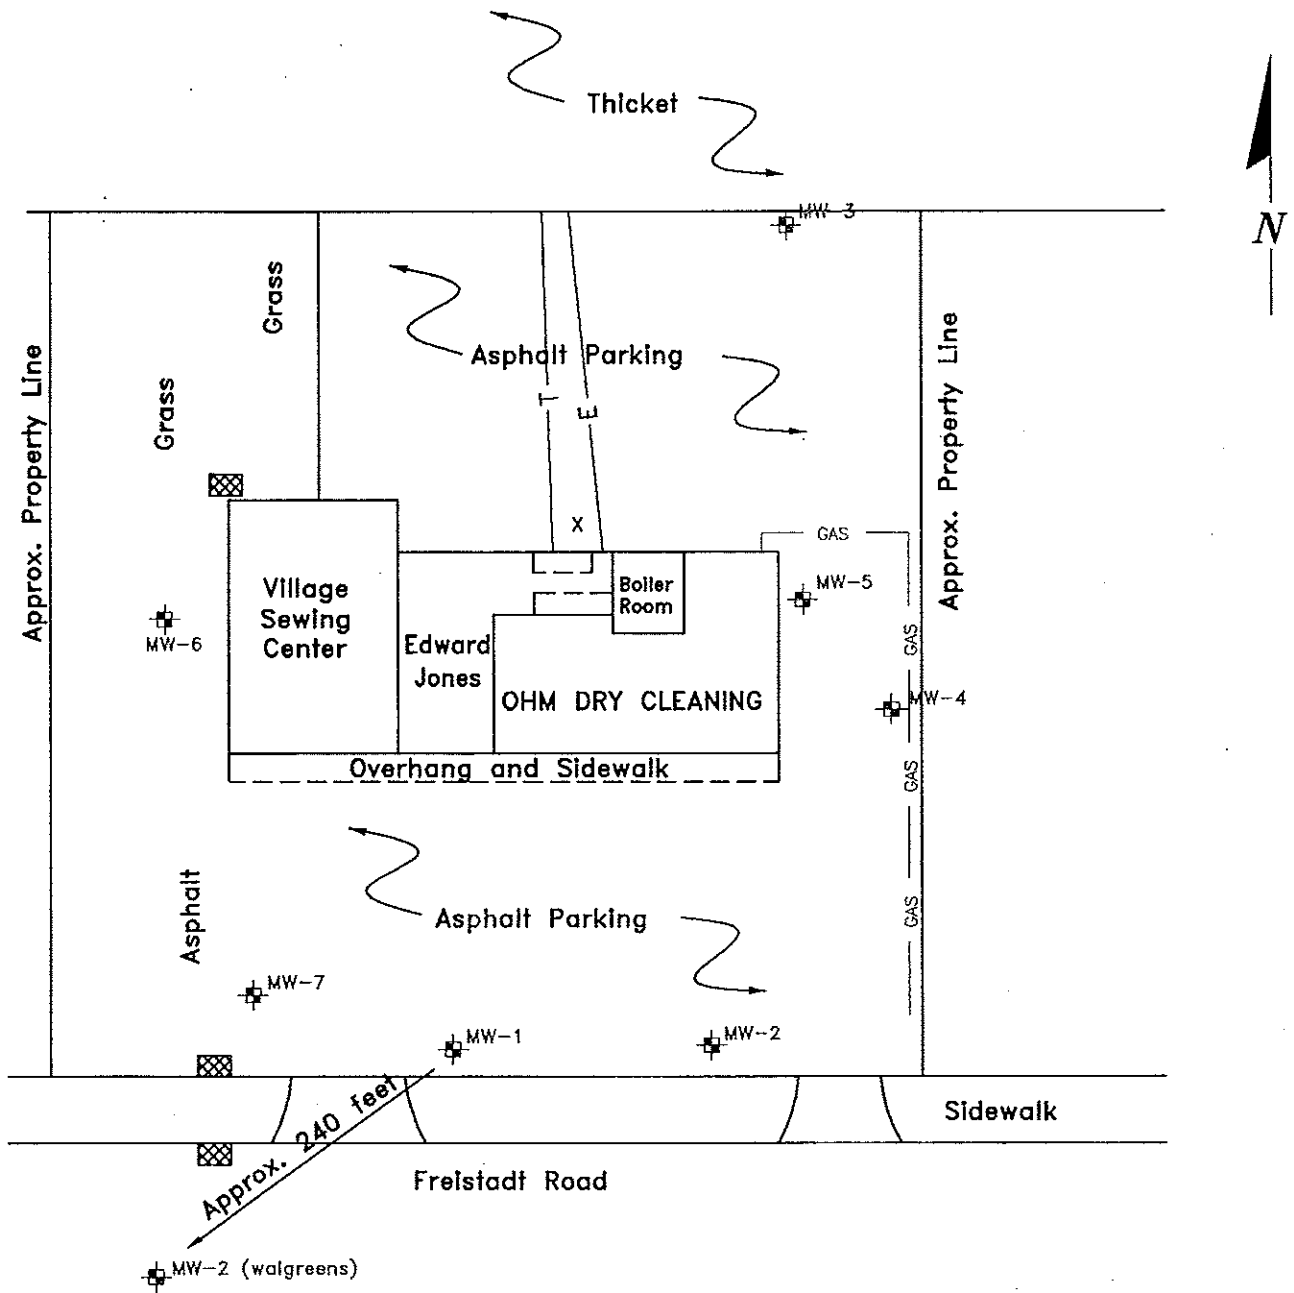 Thicket
N
MW-3
Grass
Approx. Property Line
Asphalt Parking
Approx. Property Line
Grass
T
E
X
GAS
Village
Sewing
Center
Boiler
Room
MW-5
MW-6
Edward
Jones
GAS
OHM DRY CLEANING
MW-4
Overhang and Sidewalk
GAS
Asphalt
Asphalt Parking
GAS
MW-7
MW-1
MW-2
Approx. 240 feet
Sidewalk
Freistadt Road
MW-2 (walgreens)